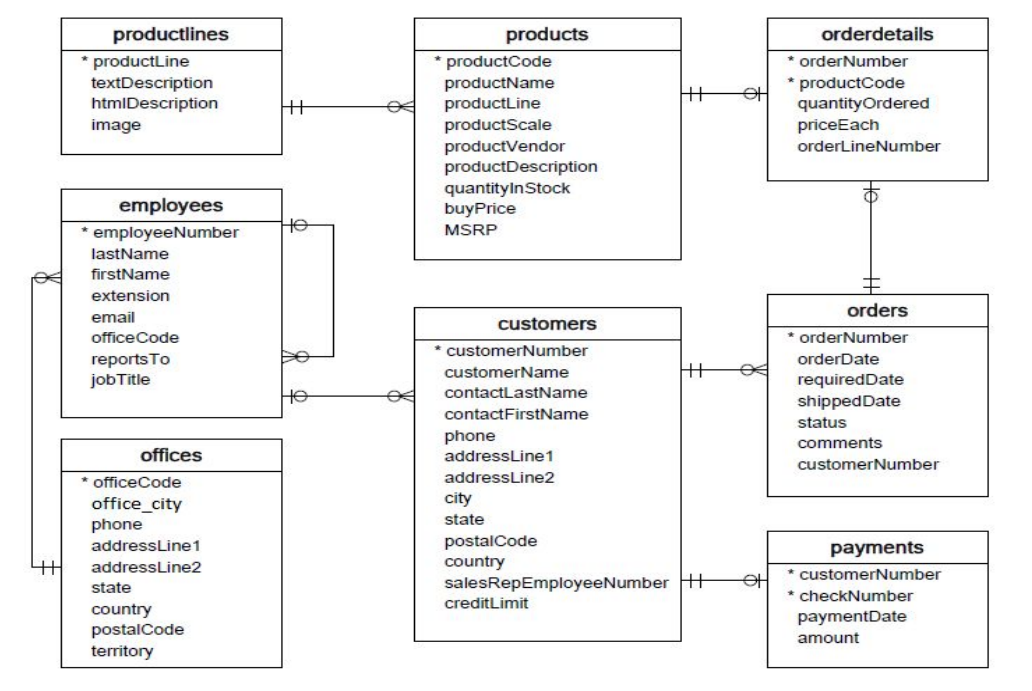 productlines
* productLine
textDescription
htmlDescription
image
products
* productCode
productName
productLine
productScale
productVendor
productDescription
quantityInStock
buyPrice
MSRP
orderdetails
* orderNumber
* productCode
quantityOrdered
priceEach
orderLineNumber
employees
* employeeNumber
lastName
firstName
extension
email
officeCode
reportsTo
jobTitle
customers
* customerNumber
customerName
contactLastName
contactFirstName
phone
addressLine1
addressLine2
city
state
postalCode
country
salesRepEmployeeNumber
creditLimit
orders
* orderNumber
orderDate
requiredDate
shippedDate
status
comments
customerNumber
offices
* officeCode
office_city
phone
addressLine1
addressLine2
state
country
postalCode
territory
payments
* customerNumber
* checkNumber
paymentDate
amount